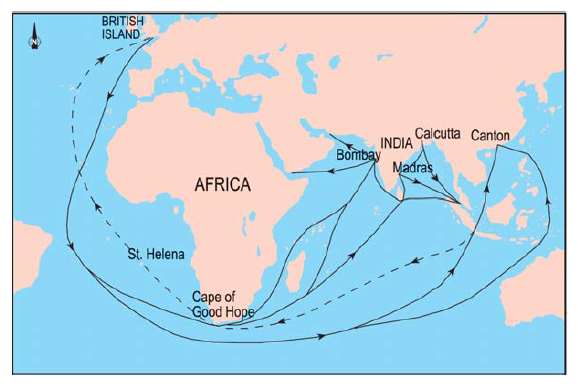 BRITISH
ISLAND
N
INDIA
Calcutta
Canton
Bombay
Madras
AFRICA
St. Helena
Cape of
Good Hope